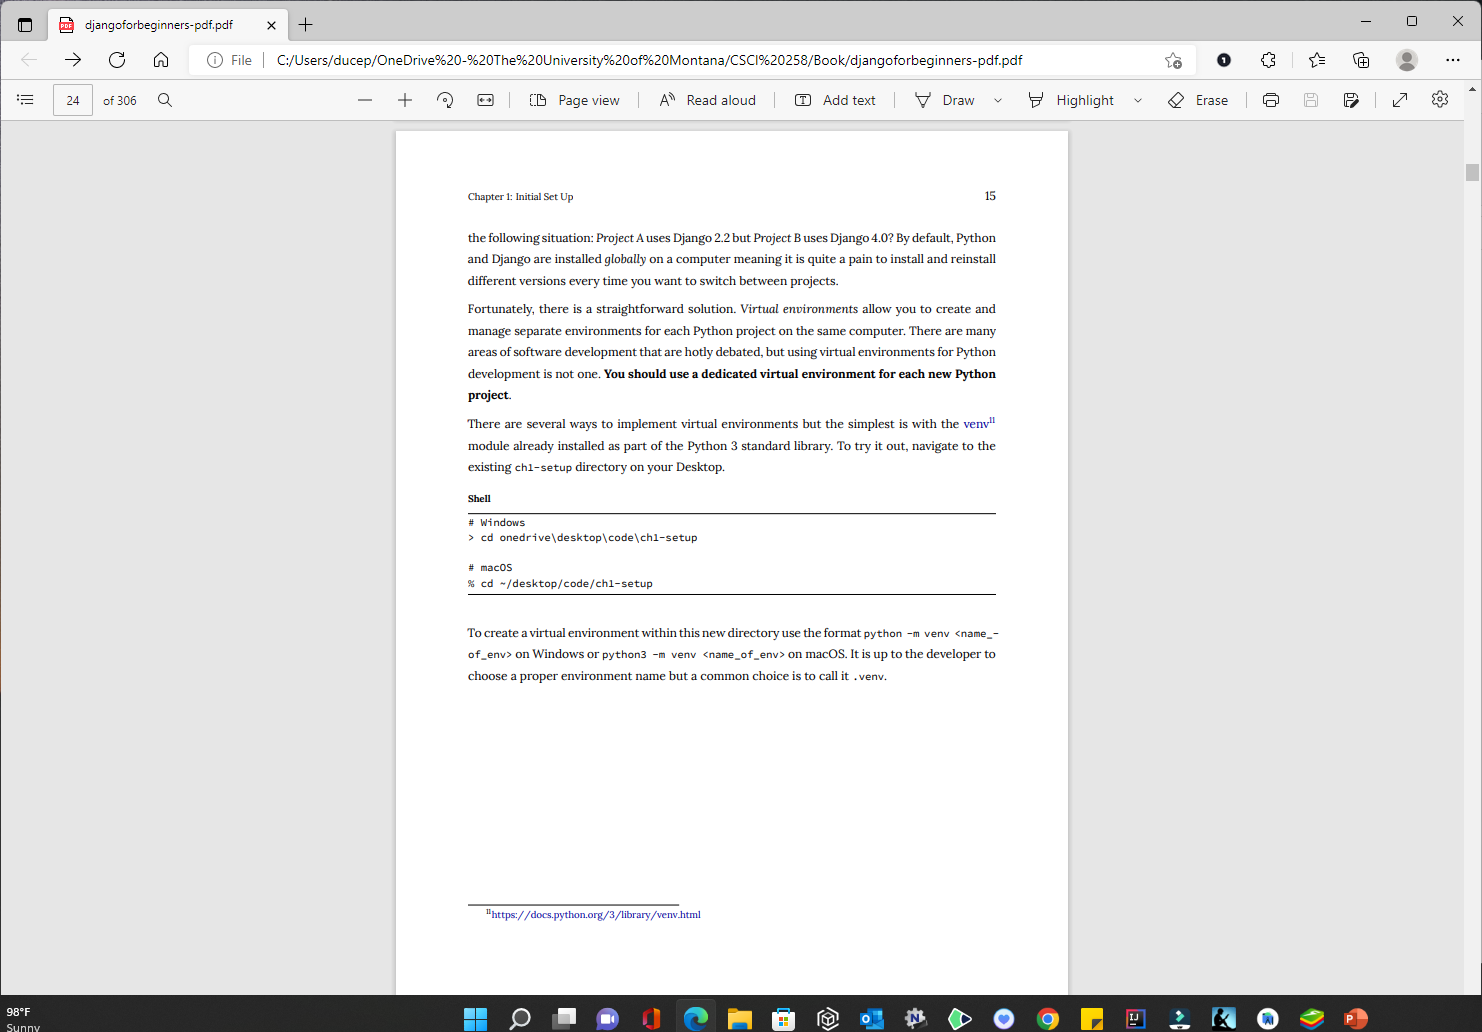 djangoforbeginners-pdf.pdf
File
C:/Users/ducep/OneDrive%20-%20The%20University%20of%20Montana/CSCI%20258/Book/djangoforbeginners-pdf.pdf
24 of 306
Page view
Read aloud
Add text
Draw
Highlight
Erase
Chapter 1: Initial Set Up
15
the following situation: Project A uses Django 2.2 but Project B uses Django 4.0? By default, Python
and Django are installed globally on a computer meaning it is quite a pain to install and reinstall
different versions every time you want to switch between projects.
Fortunately, there is a straightforward solution. Virtual environments allow you to create and
manage separate environments for each Python project on the same computer. There are many
areas of software development that are hotly debated, but using virtual environments for Python
development is not one. You should use a dedicated virtual environment for each new Python
project.
There are several ways to implement virtual environments but the simplest is with the venv11
module already installed as part of the Python 3 standard library. To try it out, navigate to the
existing ch1-setup directory on your Desktop.
Shell
# Windows
> cd onedrive\desktop\code\ch1-setup
# macOS
% cd ~/desktop/code/ch1-setup
To create a virtual environment within this new directory use the format python -m venv <name_-
of_env> on Windows or python3 -m venv <name_of_env> on macOS. It is up to the developer to
choose a proper environment name but a common choice is to call it .venv.
11https://docs.python.org/3/library/venv.html
98°F
Sunny